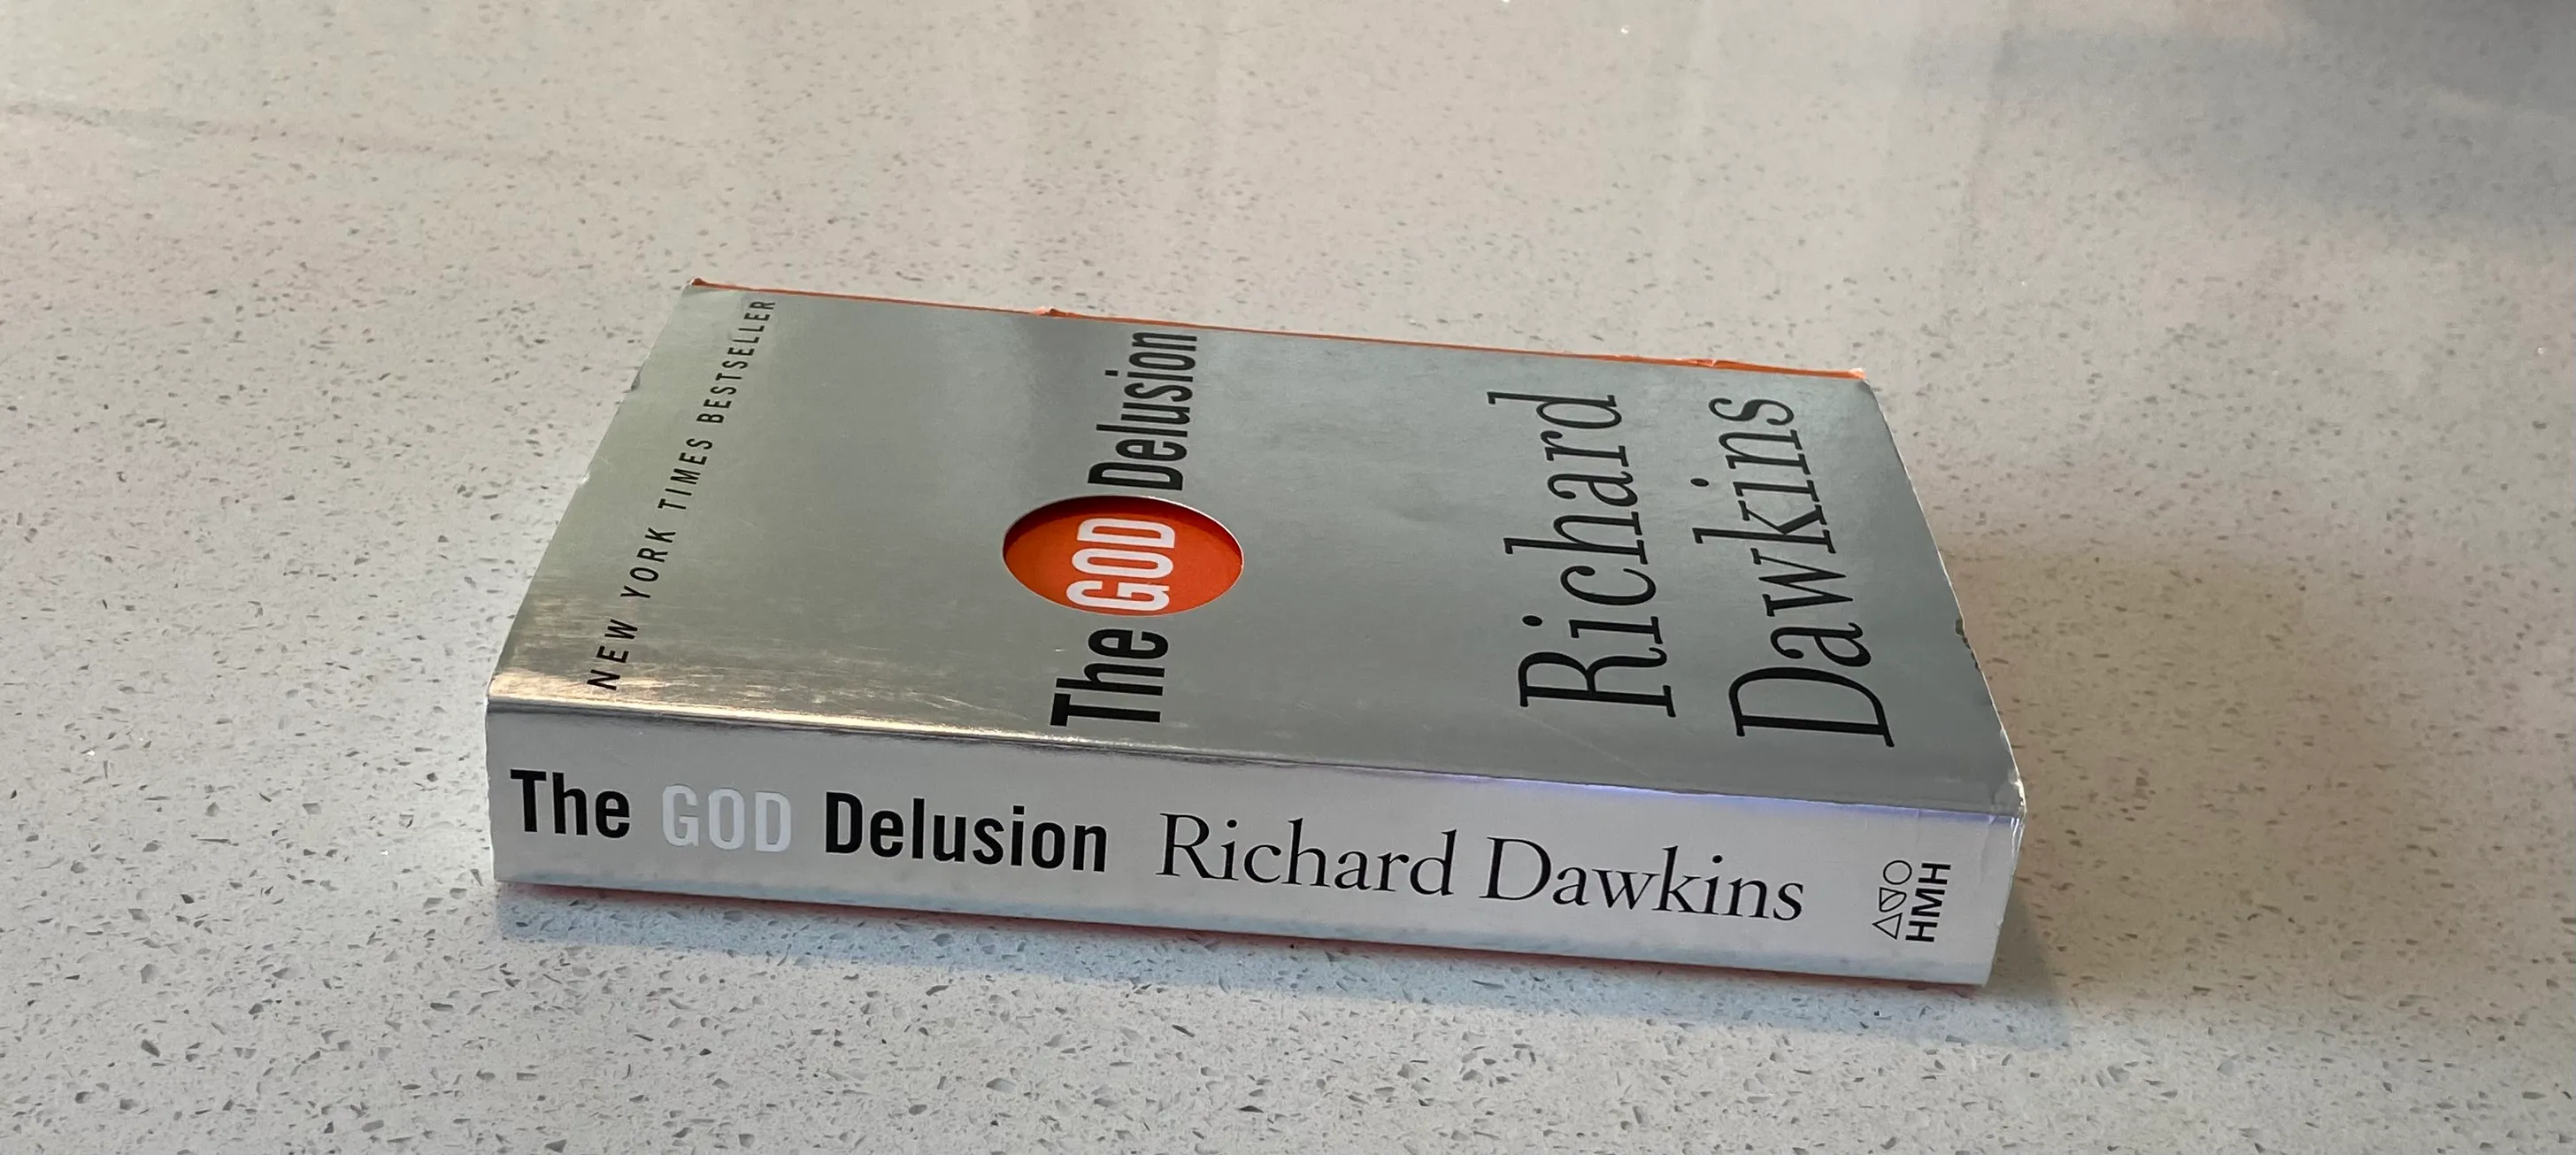 NEW YORK TIMES BESTSELLER
The GOD Delusion
Richard
Dawkins
The GOD Delusion Richard Dawkins
HMH